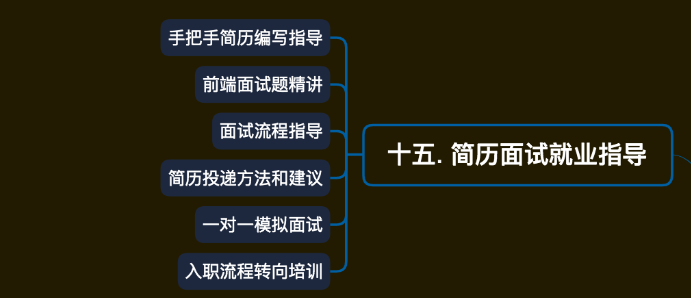 手把手简历编写指导
前端面试题精讲
面试流程指导
简历投递方法和建议
一对一模拟面试
入职流程转向培训
十五. 简历面试就业指导